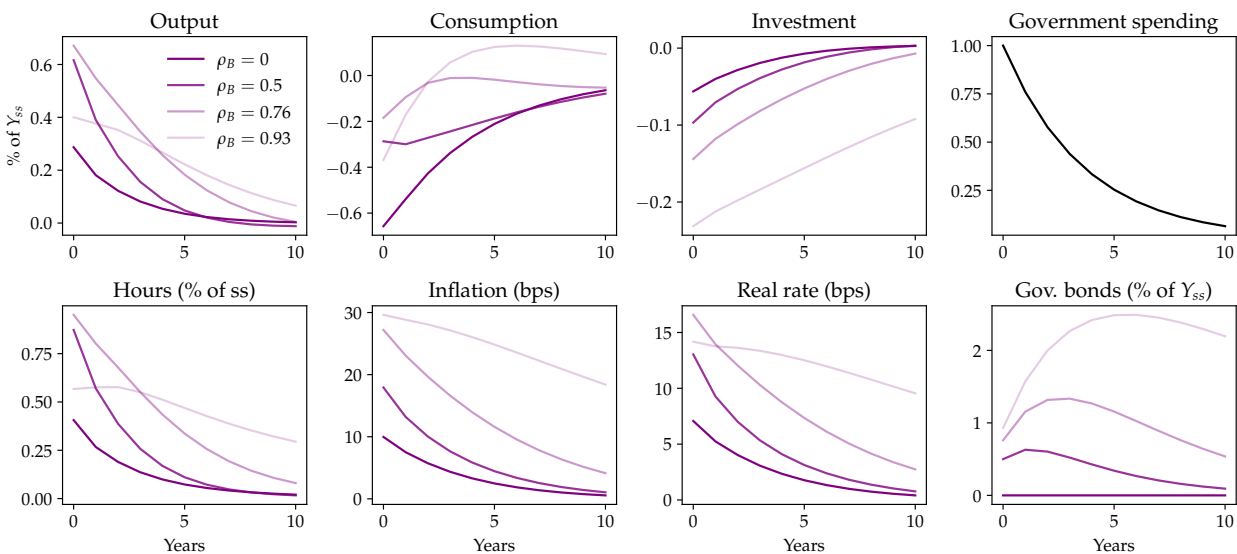 Output
Consumption
Investment
Government spending
% of Y_ss
0.6
0.4
0.2
0.0
ρ_B = 0
ρ_B = 0.5
ρ_B = 0.76
ρ_B = 0.93
0 5 10
0.0
−0.2
−0.4
−0.6
0 5 10
0.0
−0.1
−0.2
0 5 10
1.00
0.75
0.50
0.25
0 5 10
Hours (% of ss)
Inflation (bps)
Real rate (bps)
Gov. bonds (% of Y_ss)
0.75
0.50
0.25
0.00
0 5 10
Years
30
20
10
0
0 5 10
Years
15
10
5
0
0 5 10
Years
2
1
0
0 5 10
Years